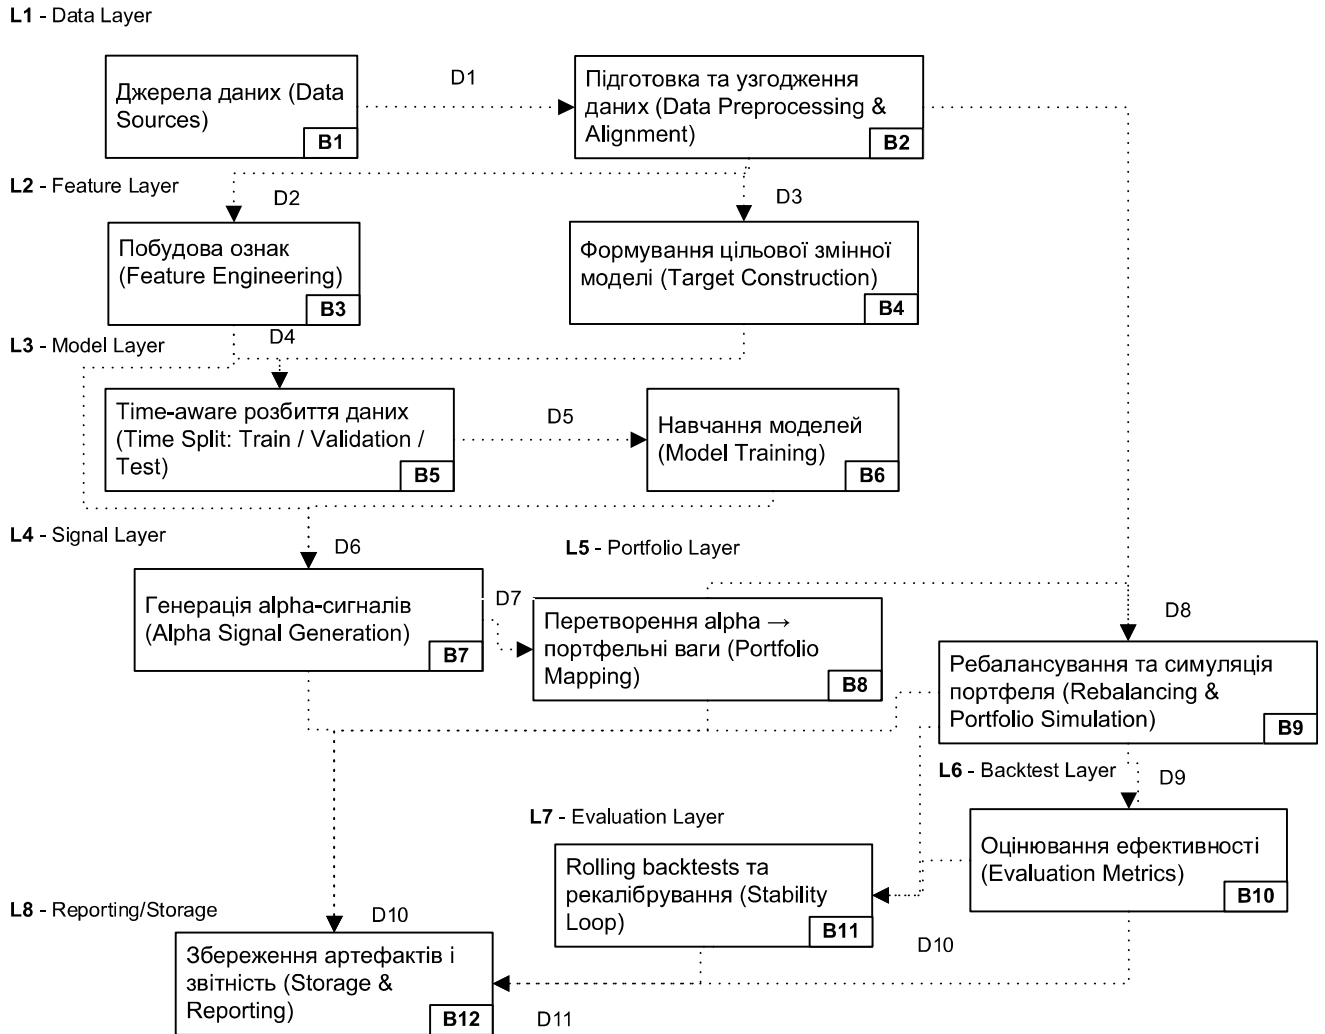 L1 - Data Layer
Джерела даних (Data
Sources)
B1
D1
Підготовка та узгодження
даних (Data Preprocessing &
Alignment)
B2
L2 - Feature Layer
D2
D3
Побудова ознак
(Feature Engineering)
B3
Формування цільової змінної
моделі (Target Construction)
B4
L3 - Model Layer
D4
Time-aware розбиття даних
(Time Split: Train / Validation /
Test)
B5
D5
Навчання моделей
(Model Training)
B6
L4 - Signal Layer
D6
L5 - Portfolio Layer
Генерація alpha-сигналів
(Alpha Signal Generation)
B7
D7
Перетворення alpha →
портфельні ваги (Portfolio
Mapping)
B8
D8
Ребалансування та симуляція
портфеля (Rebalancing &
Portfolio Simulation)
B9
L6 - Backtest Layer
D9
L7 - Evaluation Layer
Rolling backtests та
рекалібрування (Stability
Loop)
B11
Оцінювання ефективності
(Evaluation Metrics)
B10
L8 - Reporting/Storage
D10
D10
Збереження артефактів і
звітність (Storage &
Reporting)
B12
D11